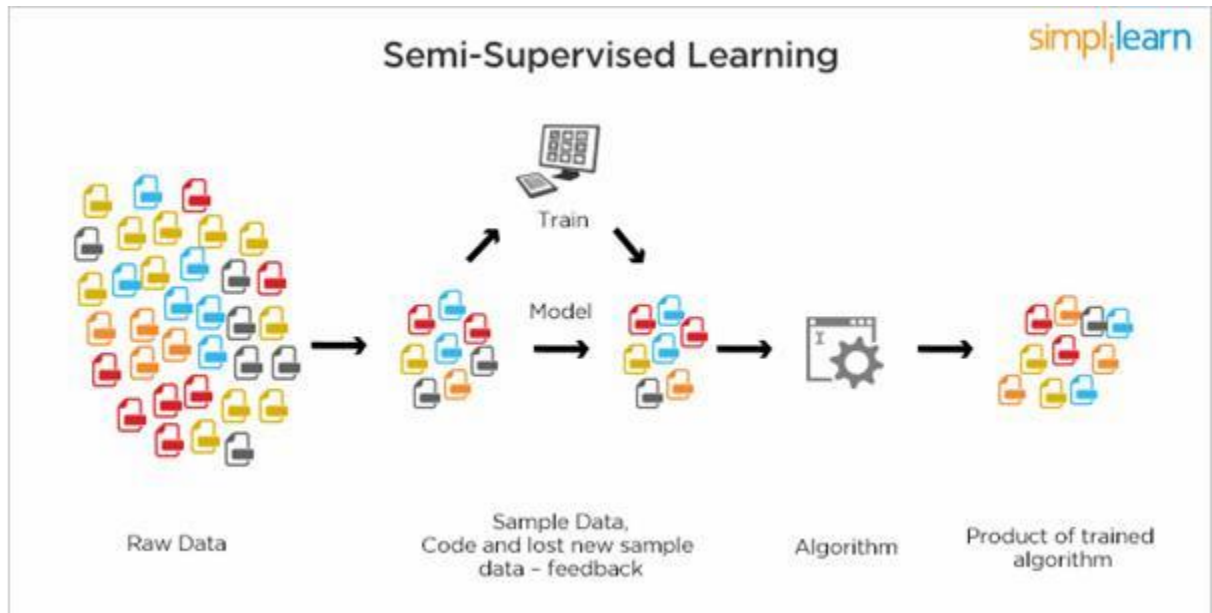 Semi-Supervised Learning
simplilearn
Train
Model
Raw Data
Sample Data,
Code and lost new sample
data – feedback
Algorithm
Product of trained
algorithm